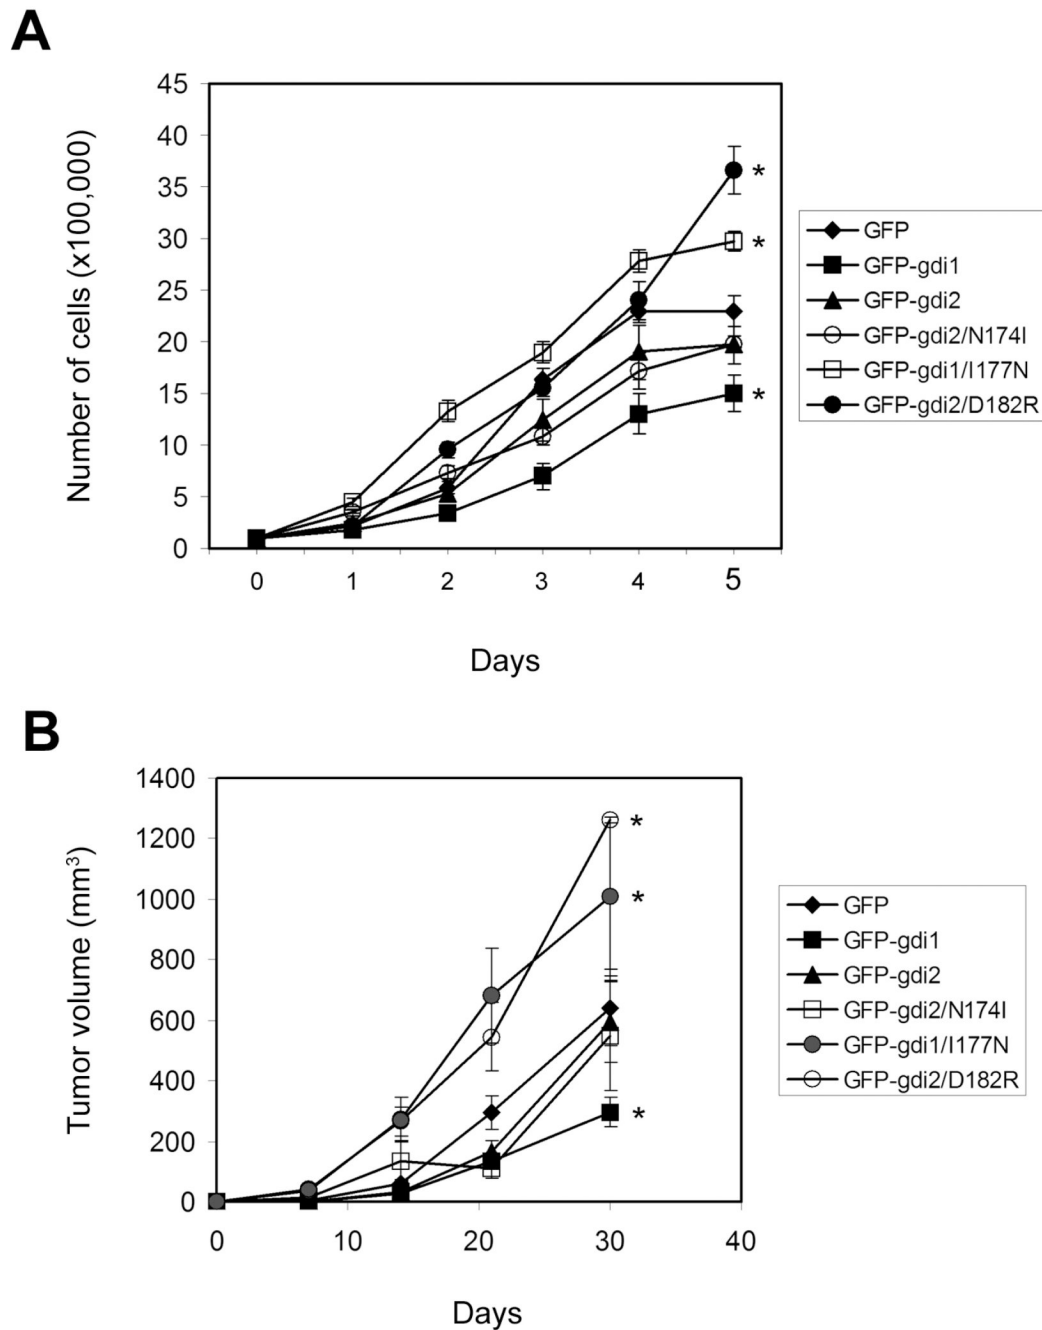 A
Number of cells (x100,000)
45
40
35
30
25
20
15
10
5
0
0 1 2 3 4 5
Days
*
*
*
GFP
GFP-gdi1
GFP-gdi2
GFP-gdi2/N174I
GFP-gdi1/I177N
GFP-gdi2/D182R
B
Tumor volume (mm³)
1400
1200
1000
800
600
400
200
0
0 10 20 30 40
Days
*
*
*
GFP
GFP-gdi1
GFP-gdi2
GFP-gdi2/N174I
GFP-gdi1/I177N
GFP-gdi2/D182R